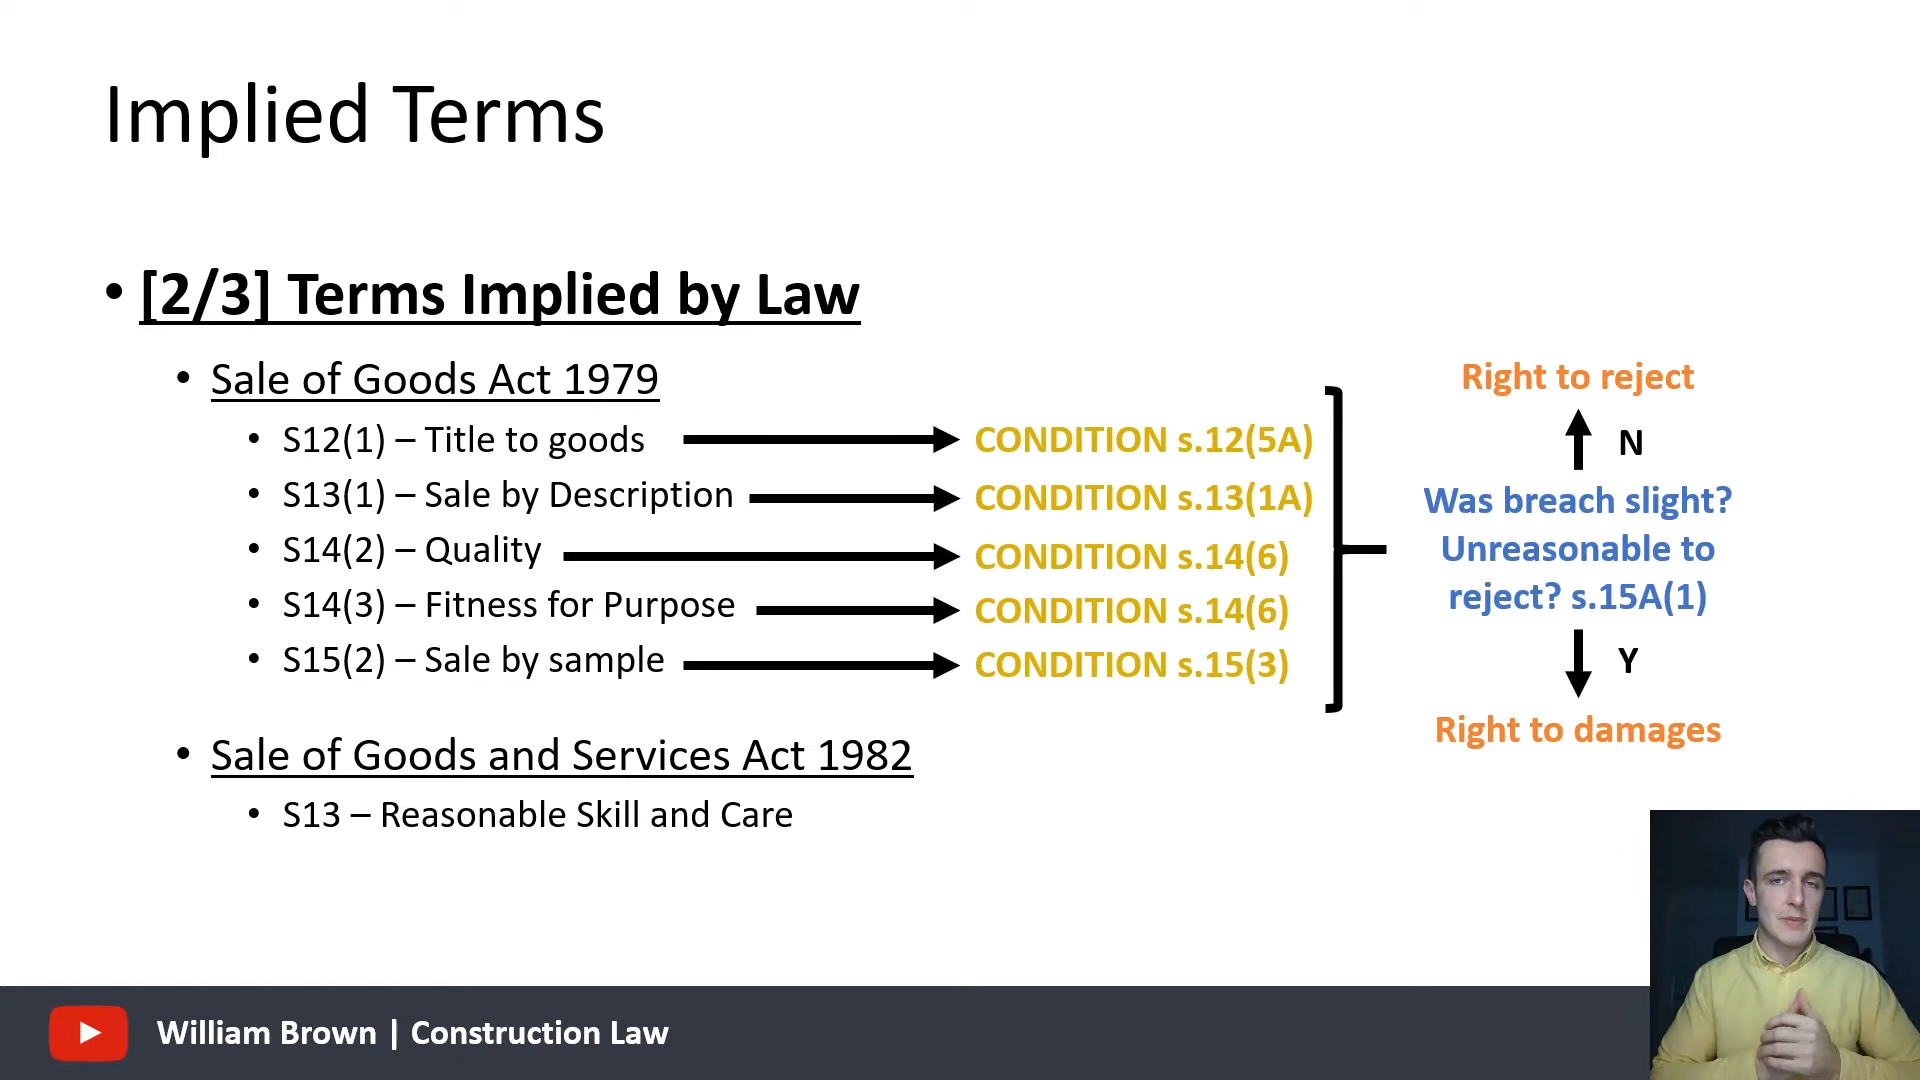 Implied Terms
• [2/3] Terms Implied by Law
• Sale of Goods Act 1979
• S12(1) – Title to goods
CONDITION s.12(5A)
• S13(1) – Sale by Description
CONDITION s.13(1A)
• S14(2) – Quality
CONDITION s.14(6)
• S14(3) – Fitness for Purpose
CONDITION s.14(6)
• S15(2) – Sale by sample
CONDITION s.15(3)
Right to reject
N
Was breach slight?
Unreasonable to
reject? s.15A(1)
Y
Right to damages
• Sale of Goods and Services Act 1982
• S13 – Reasonable Skill and Care
William Brown | Construction Law